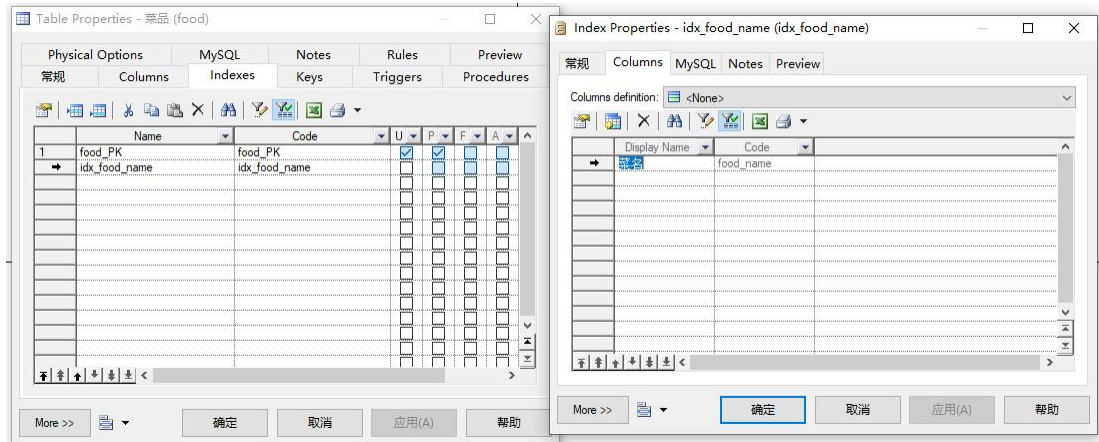 Table Properties - 菜品 (food)
Physical Options MySQL Notes Rules Preview
常规 Columns Indexes Keys Triggers Procedures
Name Code U P F A
1 food_PK food_PK
idx_food_name idx_food_name
More >> 确定 取消 应用(A) 帮助
Index Properties - idx_food_name (idx_food_name)
常规 Columns MySQL Notes Preview
Columns definition: <None>
Display Name Code
菜名 food_name
More >> 确定 取消 应用(A) 帮助